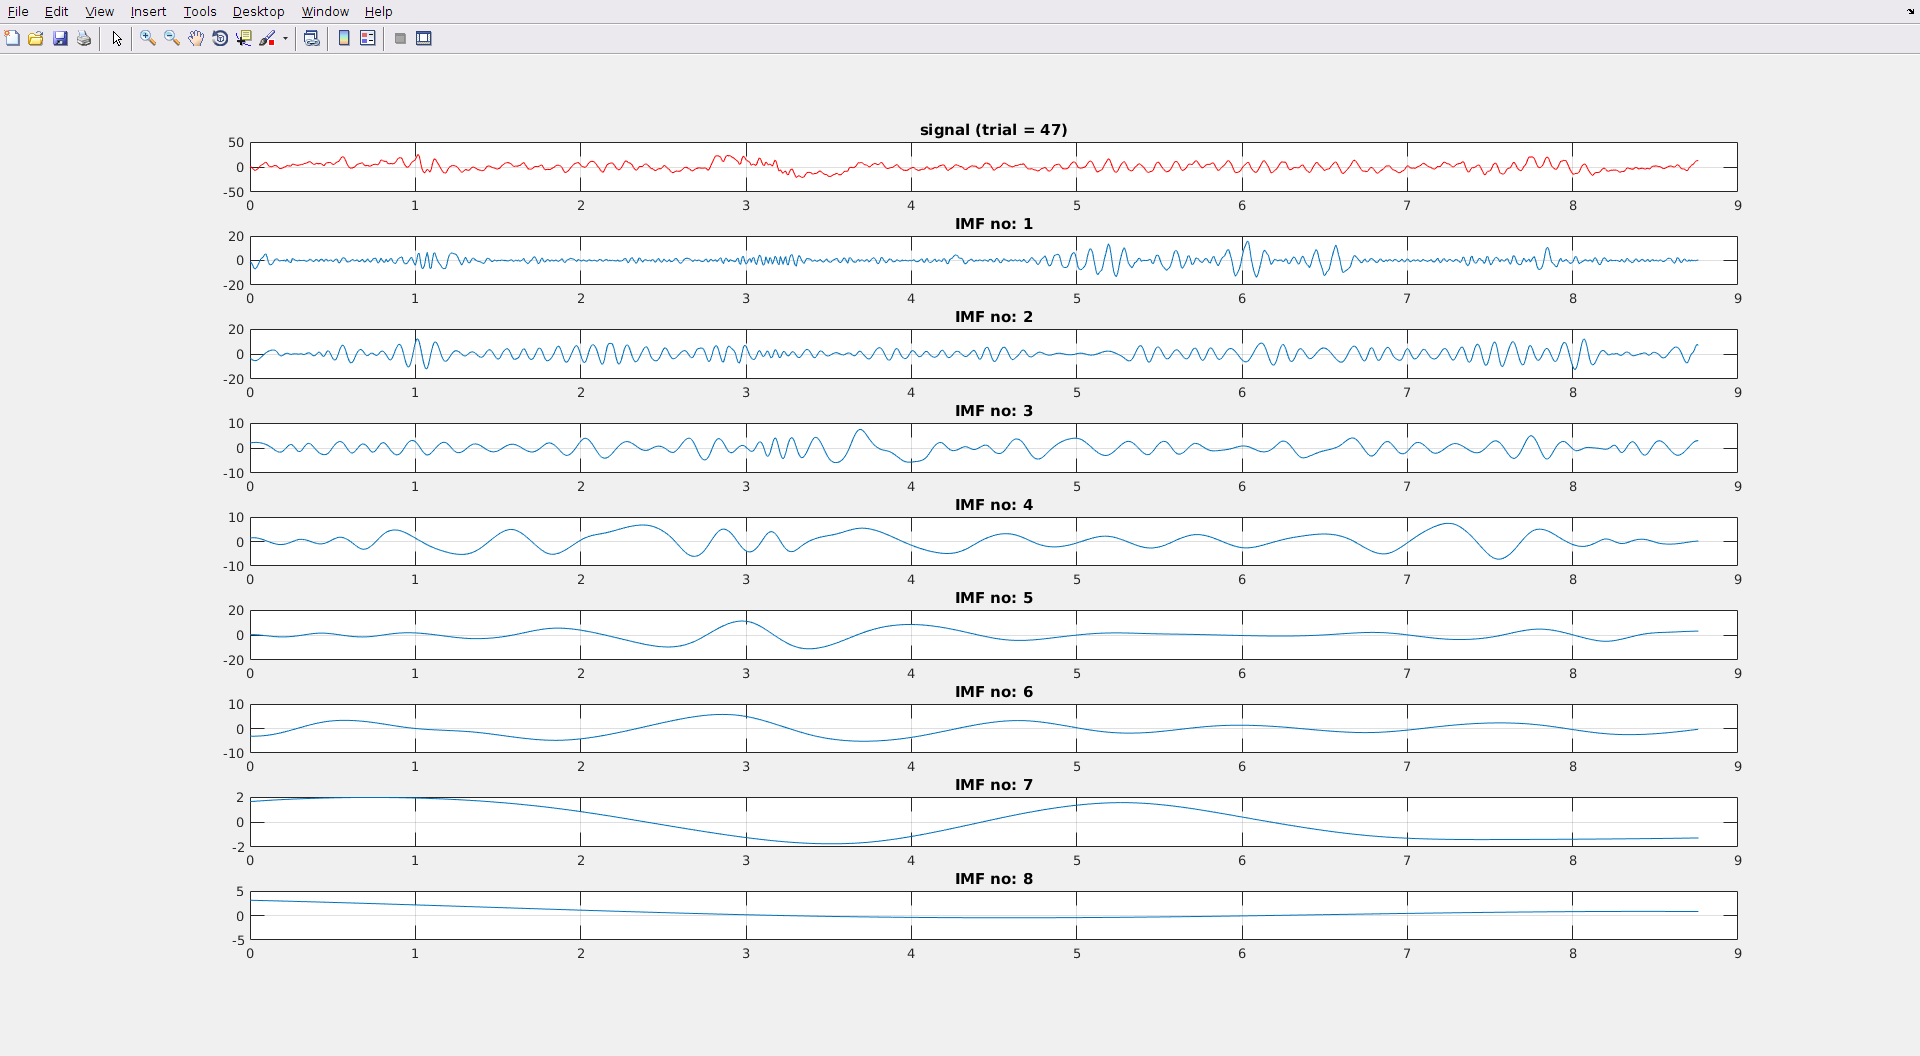 File Edit View Insert Tools Desktop Window Help
signal (trial = 47)
50
0
-50
0 1 2 3 4 5 6 7 8 9
IMF no: 1
20
0
-20
0 1 2 3 4 5 6 7 8 9
IMF no: 2
20
0
-20
0 1 2 3 4 5 6 7 8 9
IMF no: 3
10
0
-10
0 1 2 3 4 5 6 7 8 9
IMF no: 4
10
0
-10
0 1 2 3 4 5 6 7 8 9
IMF no: 5
20
0
-20
0 1 2 3 4 5 6 7 8 9
IMF no: 6
10
0
-10
0 1 2 3 4 5 6 7 8 9
IMF no: 7
2
0
-2
0 1 2 3 4 5 6 7 8 9
IMF no: 8
5
0
-5
0 1 2 3 4 5 6 7 8 9